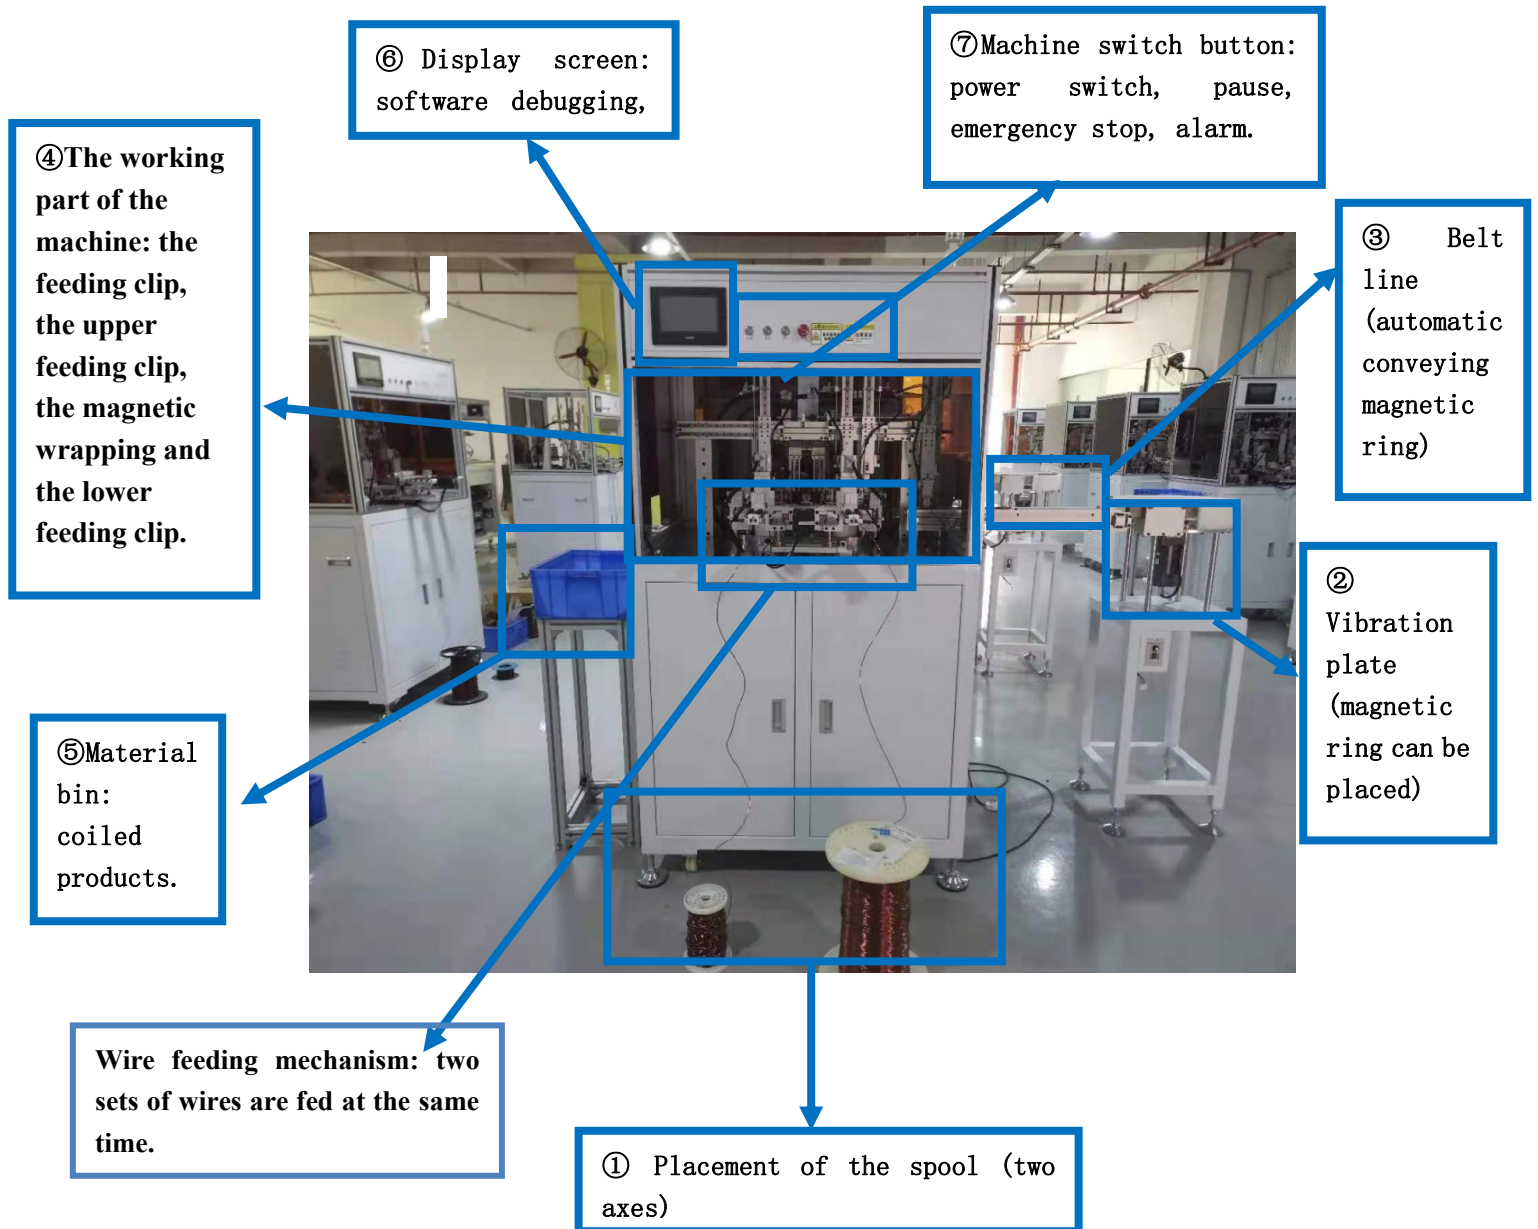 ⑥ Display screen:
software debugging,
⑦Machine switch button:
power switch, pause,
emergency stop, alarm.
④The working
part of the
machine: the
feeding clip,
the upper
feeding clip,
the magnetic
wrapping and
the lower
feeding clip.
③ Belt
line
(automatic
conveying
magnetic
ring)
②
Vibration
plate
(magnetic
ring can be
placed)
⑤Material
bin:
coiled
products.
Wire feeding mechanism: two
sets of wires are fed at the same
time.
① Placement of the spool (two
axes)